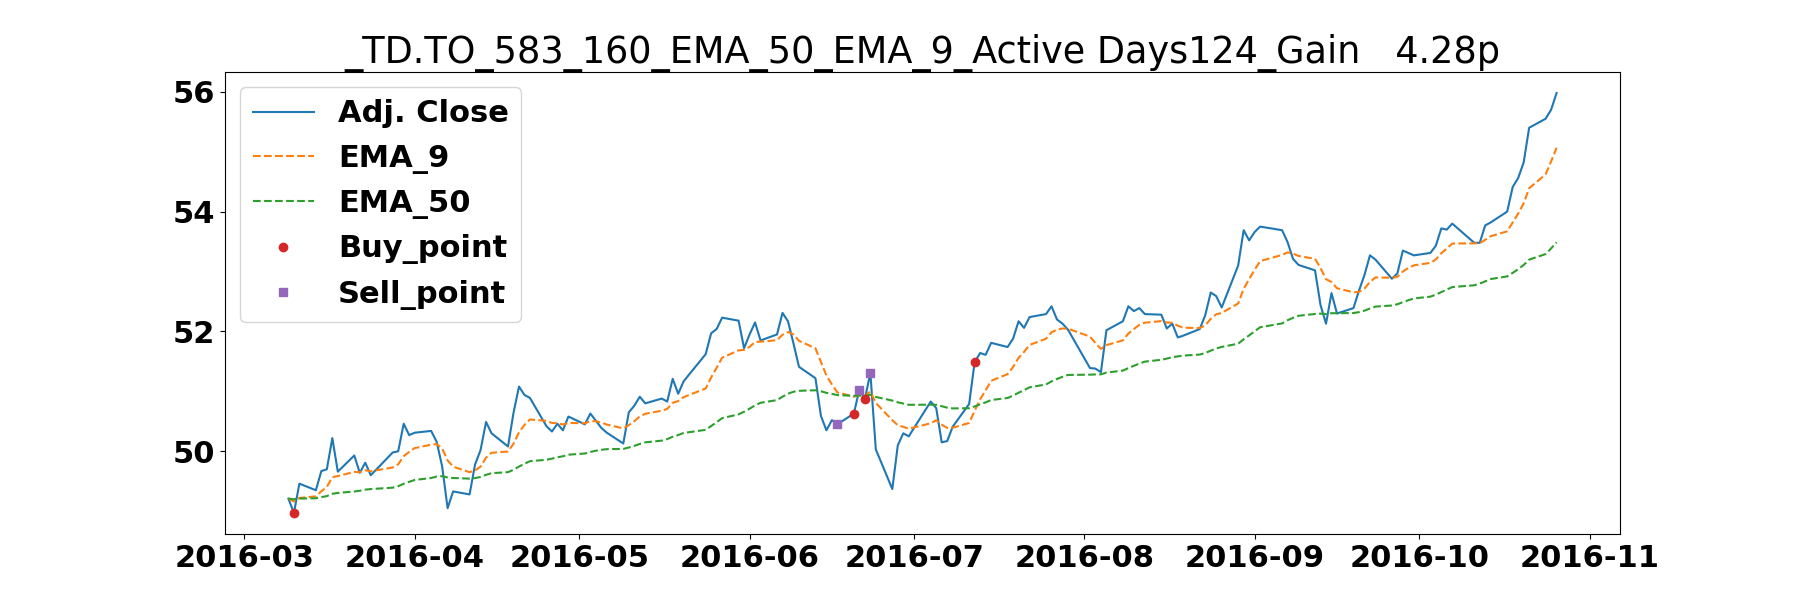 _TD.TO_583_160_EMA_50_EMA_9_Active Days124_Gain   4.28p
56
54
52
50
Adj. Close
EMA_9
EMA_50
Buy_point
Sell_point
2016-03 2016-04 2016-05 2016-06 2016-07 2016-08 2016-09 2016-10 2016-11